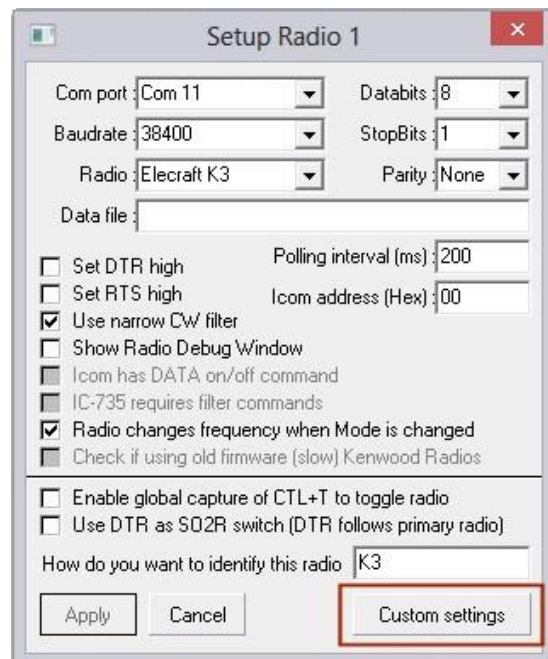 Setup Radio 1
Com port : Com 11 Databits : 8
Baudrate : 38400 StopBits : 1
Radio : Elecraft K3 Parity : None
Data file :
Set DTR high Polling interval (ms) : 200
Set RTS high Icom address (Hex) : 00
Use narrow CW filter
Show Radio Debug Window
Icom has DATA on/off command
IC-735 requires filter commands
Radio changes frequency when Mode is changed
Check if using old firmware (slow) Kenwood Radios
Enable global capture of CTL+T to toggle radio
Use DTR as SO2R switch (DTR follows primary radio)
How do you want to identify this radio K3
Apply Cancel Custom settings